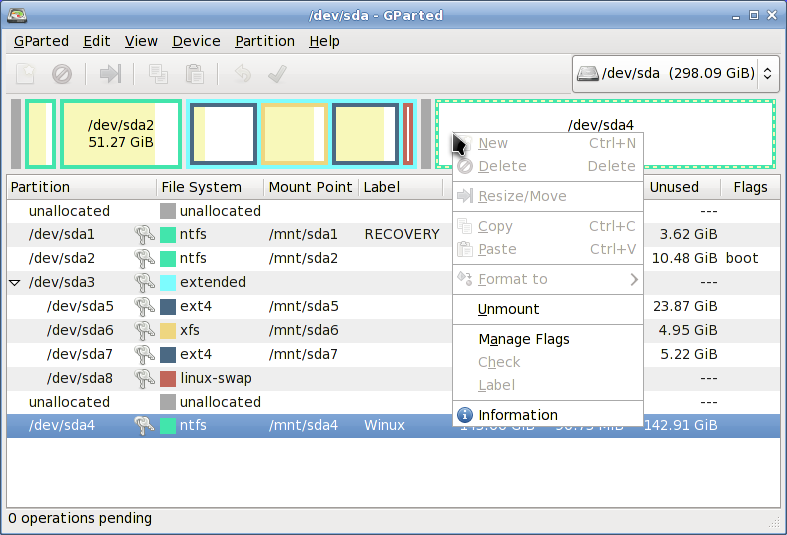 /dev/sda - GParted
GParted Edit View Device Partition Help
/dev/sda (298.09 GiB)
/dev/sda2
51.27 GiB
/dev/sda4
Partition File System Mount Point Label Unused Flags
unallocated unallocated ---
/dev/sda1 ntfs /mnt/sda1 RECOVERY 3.62 GiB
/dev/sda2 ntfs /mnt/sda2 10.48 GiB boot
/dev/sda3 extended ---
/dev/sda5 ext4 /mnt/sda5 23.87 GiB
/dev/sda6 xfs /mnt/sda6 4.95 GiB
/dev/sda7 ext4 /mnt/sda7 5.22 GiB
/dev/sda8 linux-swap ---
unallocated unallocated ---
/dev/sda4 ntfs /mnt/sda4 Winux 142.91 GiB
New Ctrl+N
Delete Delete
Resize/Move
Copy Ctrl+C
Paste Ctrl+V
Format to
Unmount
Manage Flags
Check
Label
Information
0 operations pending